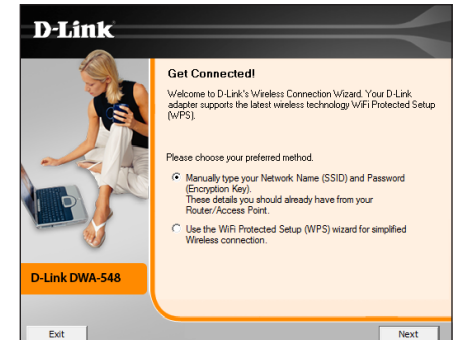 D-Link
Get Connected!
Welcome to D-Link's Wireless Connection Wizard. Your D-Link
adapter supports the latest wireless technology WiFi Protected Setup
(WPS).
Please choose your preferred method.
Manually type your Network Name (SSID) and Password
(Encryption Key).
These details you should already have from your
Router/Access Point.
Use the WiFi Protected Setup (WPS) wizard for simplified
Wireless connection.
D-Link DWA-548
Exit
Next